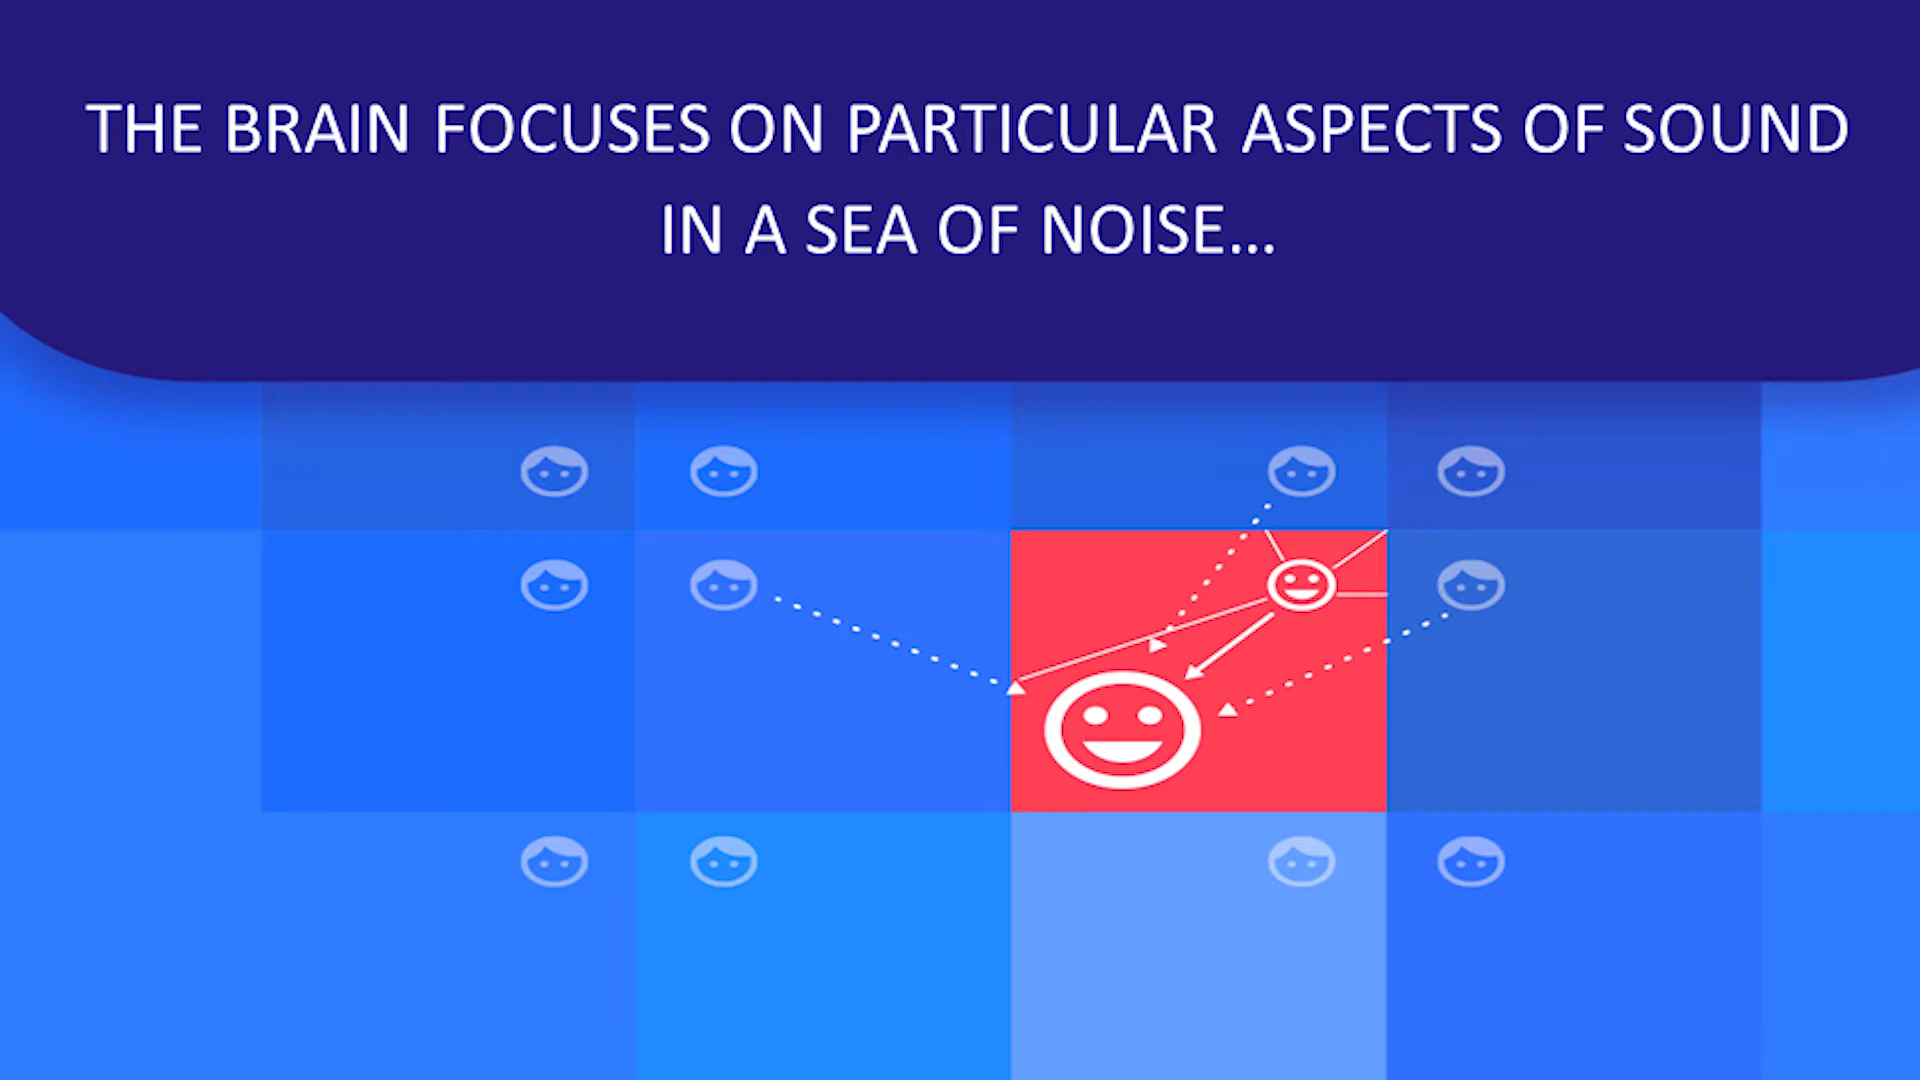 THE BRAIN FOCUSES ON PARTICULAR ASPECTS OF SOUND
IN A SEA OF NOISE...